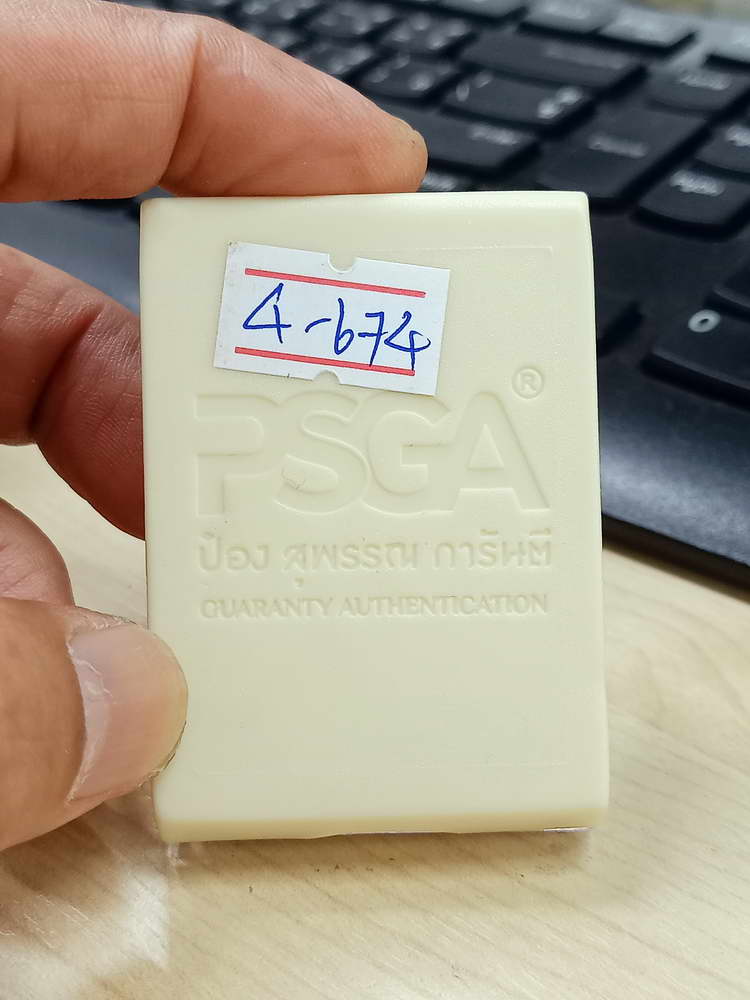 4-674
PSGA®
ป๋อง สุพรรณ การันตี
GUARANTY AUTHENTICATION